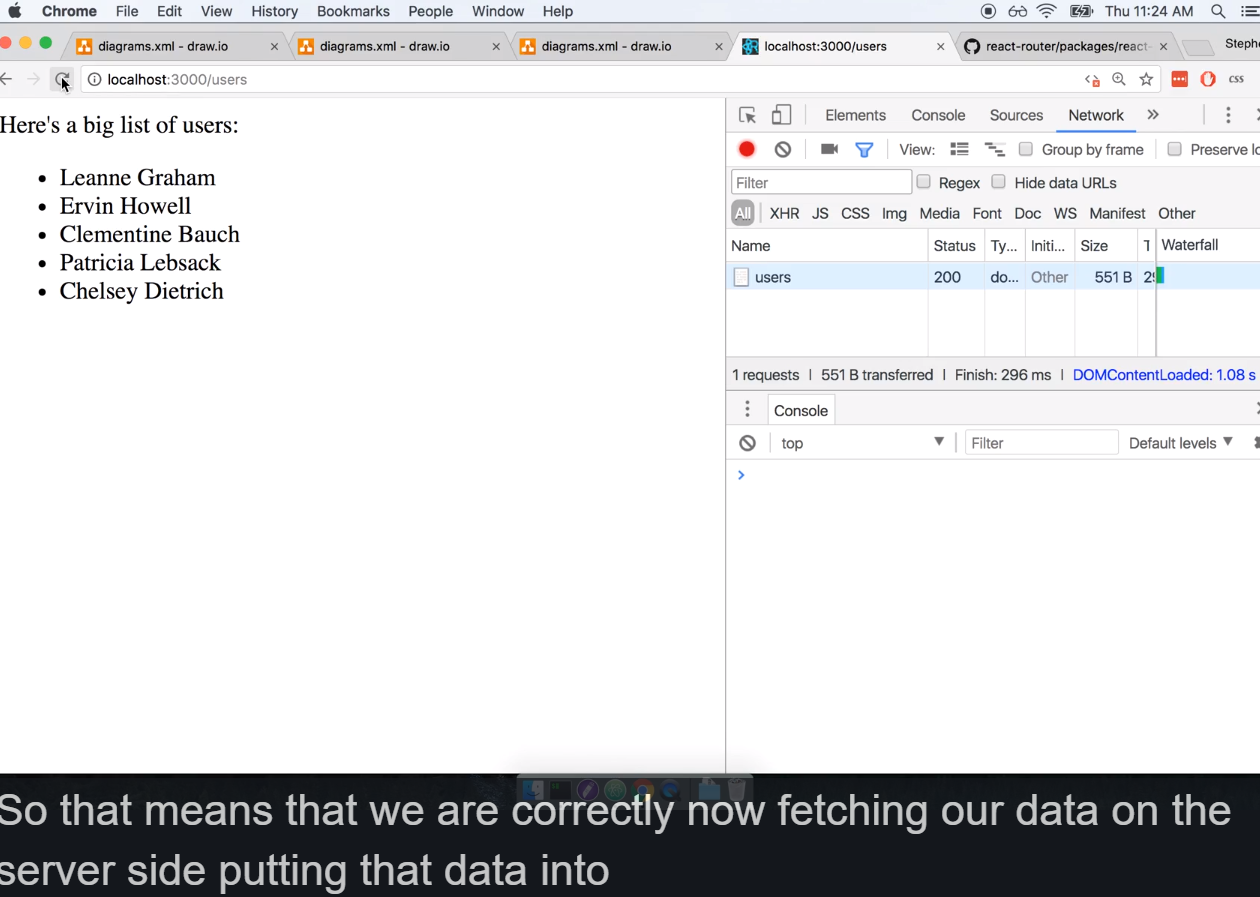 Chrome File Edit View History Bookmarks People Window Help Thu 11:24 AM
diagrams.xml - draw.io × diagrams.xml - draw.io × diagrams.xml - draw.io × localhost:3000/users × react-router/packages/react- × Steph
localhost:3000/users CSS
Here's a big list of users:
• Leanne Graham
• Ervin Howell
• Clementine Bauch
• Patricia Lebsack
• Chelsey Dietrich
Elements Console Sources Network »
View: Group by frame Preserve lo
Filter Regex Hide data URLs
All XHR JS CSS Img Media Font Doc WS Manifest Other
Name Status Ty... Initi... Size T Waterfall
users 200 do... Other 551 B 29
1 requests | 551 B transferred | Finish: 296 ms | DOMContentLoaded: 1.08 s
Console
top Filter Default levels
So that means that we are correctly now fetching our data on the
server side putting that data into